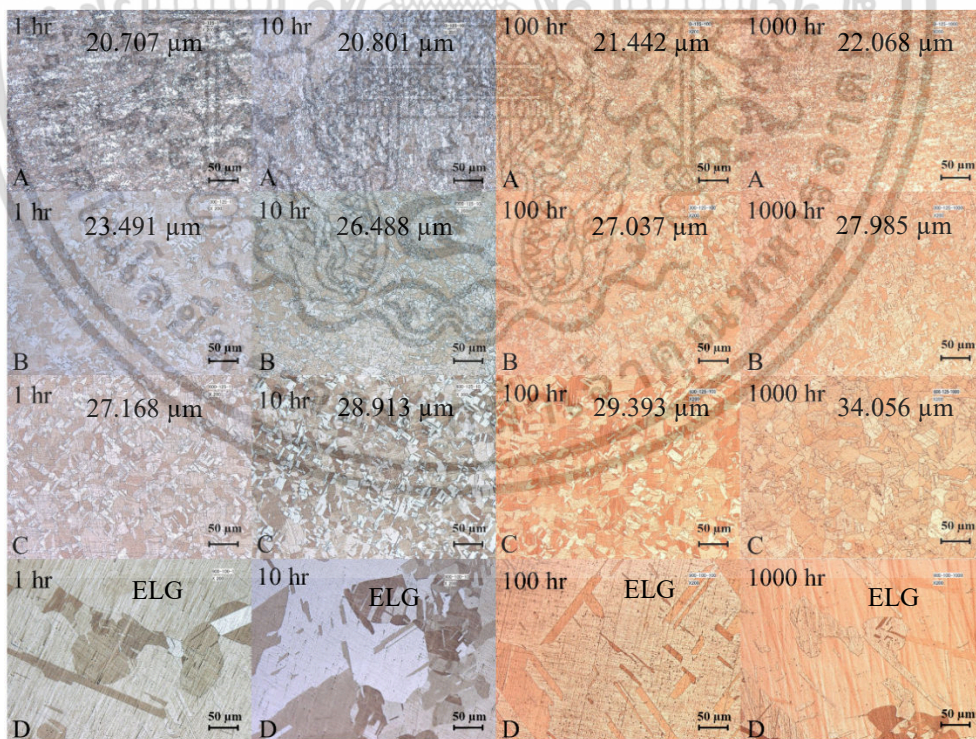 1 hr
20.707 µm
A
50 µm
10 hr
20.801 µm
A
50 µm
100 hr
21.442 µm
A
50 µm
1000 hr
22.068 µm
A
50 µm
1 hr
23.491 µm
B
50 µm
10 hr
26.488 µm
B
50 µm
100 hr
27.037 µm
B
50 µm
1000 hr
27.985 µm
B
50 µm
1 hr
27.168 µm
C
50 µm
10 hr
28.913 µm
C
50 µm
100 hr
29.393 µm
C
50 µm
1000 hr
34.056 µm
C
50 µm
1 hr
ELG
D
50 µm
10 hr
ELG
D
50 µm
100 hr
ELG
D
50 µm
1000 hr
ELG
D
50 µm